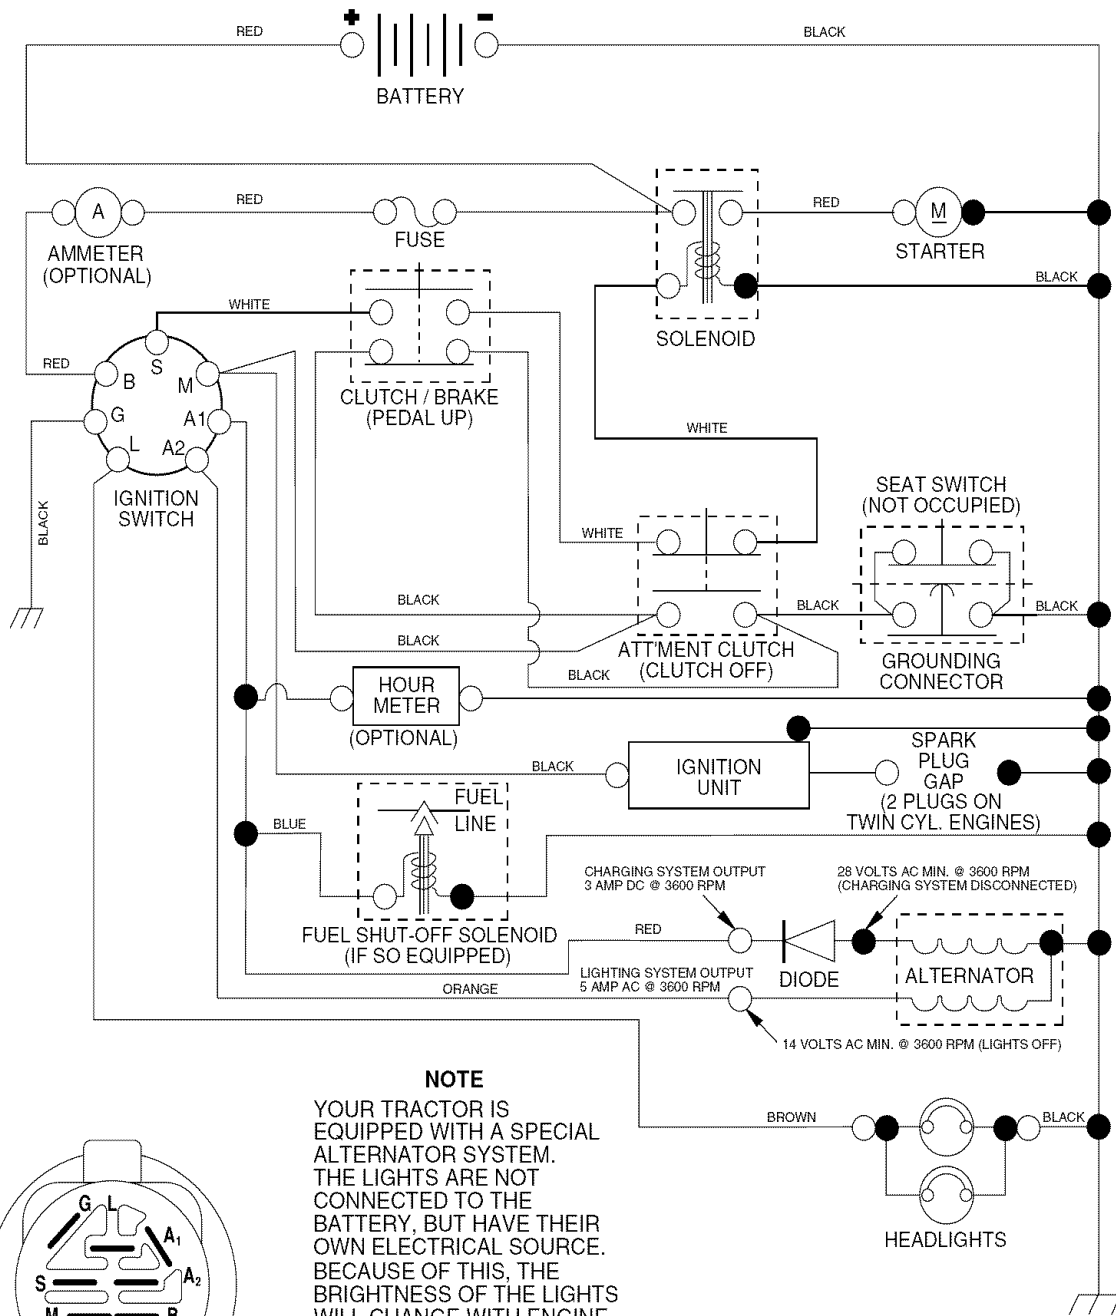 + -
RED
BLACK
BATTERY
A
RED
RED
M
AMMETER
(OPTIONAL)
FUSE
STARTER
BLACK
WHITE
SOLENOID
RED
S
B
M
G
A1
L
A2
CLUTCH / BRAKE
(PEDAL UP)
WHITE
IGNITION
SWITCH
BLACK
SEAT SWITCH
(NOT OCCUPIED)
WHITE
BLACK
BLACK
BLACK
BLACK
ATT'MENT CLUTCH
(CLUTCH OFF)
BLACK
GROUNDING
CONNECTOR
HOUR
METER
(OPTIONAL)
BLACK
IGNITION
UNIT
SPARK
PLUG
GAP
(2 PLUGS ON
TWIN CYL. ENGINES)
FUEL
LINE
BLUE
CHARGING SYSTEM OUTPUT
3 AMP DC @ 3600 RPM
28 VOLTS AC MIN. @ 3600 RPM
(CHARGING SYSTEM DISCONNECTED)
FUEL SHUT-OFF SOLENOID
(IF SO EQUIPPED)
RED
DIODE
ALTERNATOR
LIGHTING SYSTEM OUTPUT
5 AMP AC @ 3600 RPM
ORANGE
14 VOLTS AC MIN. @ 3600 RPM (LIGHTS OFF)
NOTE
YOUR TRACTOR IS
EQUIPPED WITH A SPECIAL
ALTERNATOR SYSTEM.
THE LIGHTS ARE NOT
CONNECTED TO THE
BATTERY, BUT HAVE THEIR
OWN ELECTRICAL SOURCE.
BECAUSE OF THIS, THE
BRIGHTNESS OF THE LIGHTS
WILL CHANGE WITH ENGINE
BROWN
BLACK
HEADLIGHTS
G L
A1
A2
S
M
B